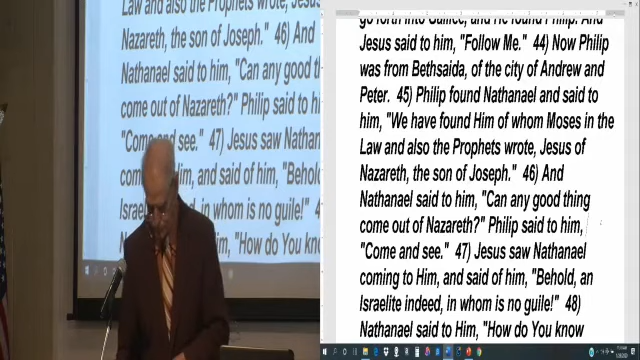 Law and also the Prophets wrote, Jesus
Nazareth, the son of Joseph." 46) And
Nathanael said to him, "Can any good th
come out of Nazareth?" Philip said to hi
"Come and see." 47) Jesus saw Nathan
com im, and said of him, "Behol
Israelite in whom is no guile!" 4
N im, "How do You know
go forth into Galilee, and He found Philip. And
Jesus said to him, "Follow Me." 44) Now Philip
was from Bethsaida, of the city of Andrew and
Peter. 45) Philip found Nathanael and said to
him, "We have found Him of whom Moses in the
Law and also the Prophets wrote, Jesus of
Nazareth, the son of Joseph." 46) And
Nathanael said to him, "Can any good thing
come out of Nazareth?" Philip said to him,
"Come and see." 47) Jesus saw Nathanael
coming to Him, and said of him, "Behold, an
Israelite indeed, in whom is no guile!" 48)
Nathanael said to Him, "How do You know